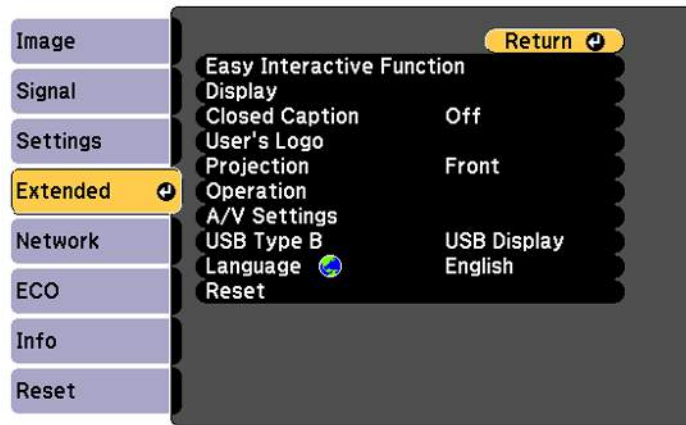 Image
Signal
Settings
Extended
Network
ECO
Info
Reset
Return
Easy Interactive Function
Display
Closed Caption Off
User's Logo
Projection Front
Operation
A/V Settings
USB Type B USB Display
Language English
Reset